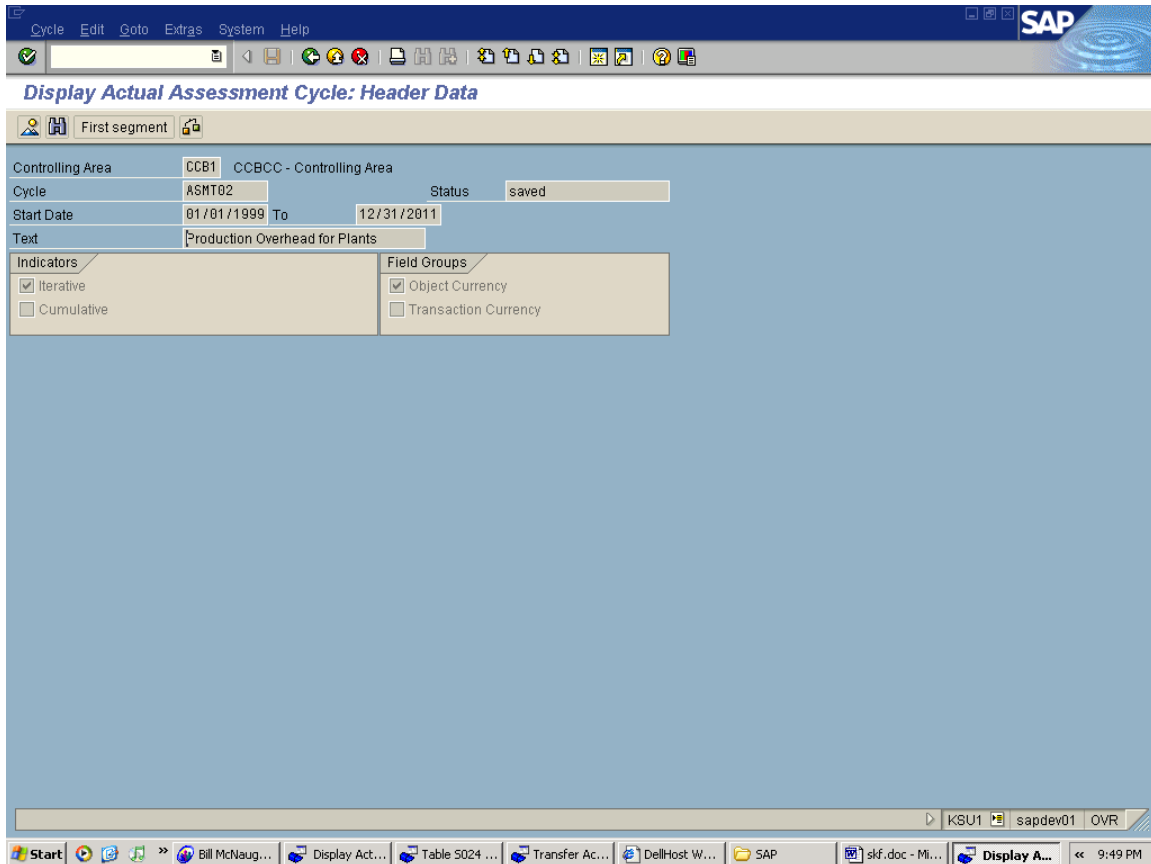 Cycle Edit Goto Extras System Help
SAP
Display Actual Assessment Cycle: Header Data
First segment
Controlling Area CCB1 CCBCC - Controlling Area
Cycle ASMT02 Status saved
Start Date 01/01/1999 To 12/31/2011
Text Production Overhead for Plants
Indicators Field Groups
Iterative Object Currency
Cumulative Transaction Currency
KSU1 sapdev01 OVR
Start » Bill McNaug... Display Act... Table S024 ... Transfer Ac... DellHost W... SAP skf.doc - Mi... Display A... « 9:49 PM